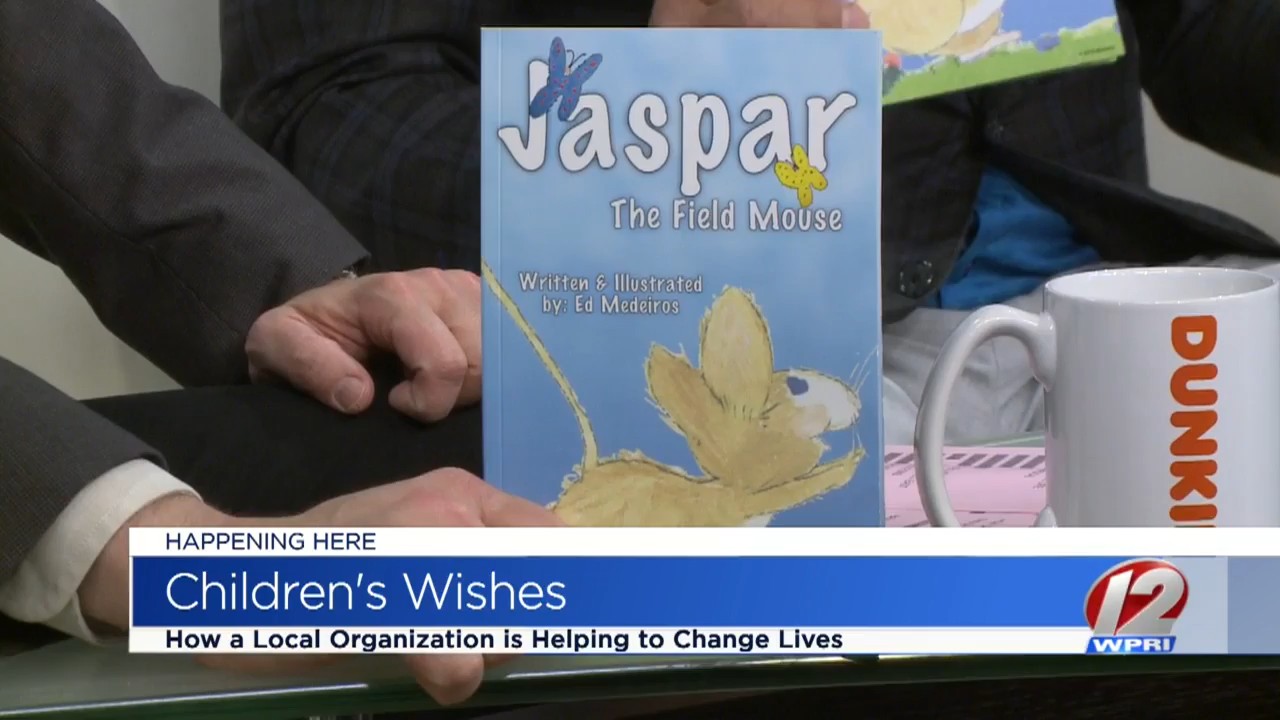 Jaspar
The Field Mouse
Written & Illustrated
by: Ed Medeiros
DUNKI
HAPPENING HERE
Children's Wishes
How a Local Organization is Helping to Change Lives
12
WPRI